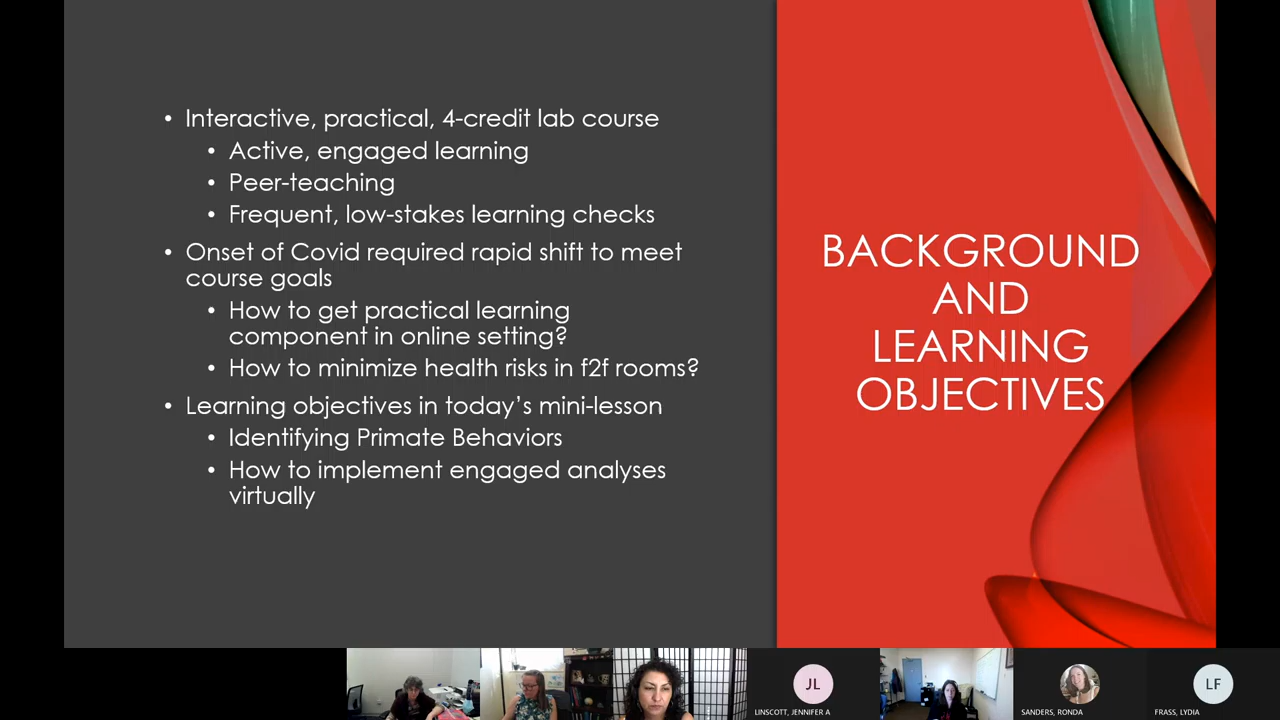 • Interactive, practical, 4-credit lab course
• Active, engaged learning
• Peer-teaching
• Frequent, low-stakes learning checks
• Onset of Covid required rapid shift to meet
course goals
• How to get practical learning
component in online setting?
• How to minimize health risks in f2f rooms?
• Learning objectives in today's mini-lesson
• Identifying Primate Behaviors
• How to implement engaged analyses
virtually
BACKGROUND
AND
LEARNING
OBJECTIVES
JL
LINSCOTT, JENNIFER A
SANDERS, RONDA
LF
FRASS, LYDIA